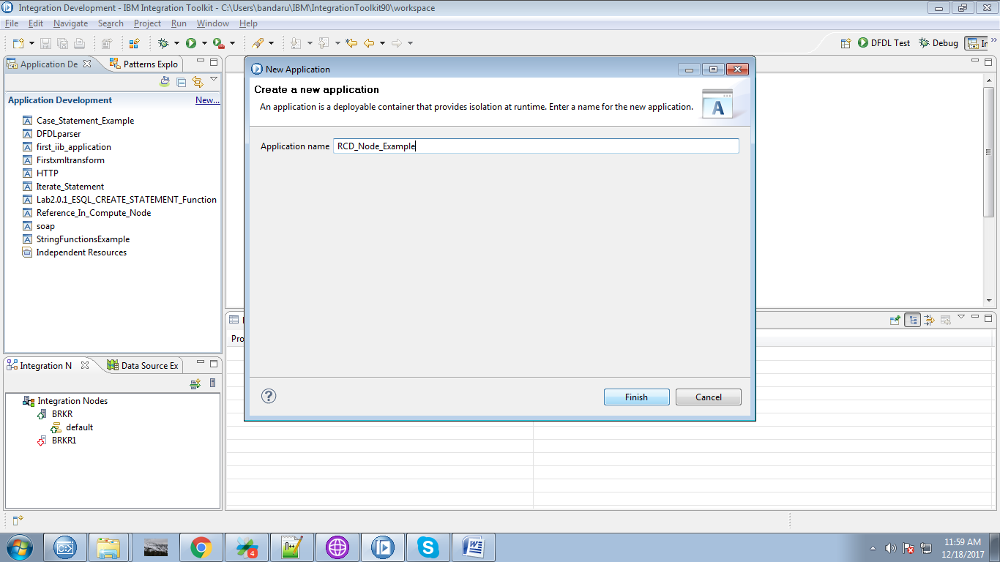 Integration Development - IBM Integration Toolkit - C:\Users\bandaru\IBM\IntegrationToolkit90\workspace
File Edit Navigate Search Project Run Window Help
DFDL Test Debug
Application De Patterns Explo
Application Development New...
Case_Statement_Example
DFDLparser
first_iib_application
Firstxmltransform
HTTP
Iterate_Statement
Lab2.0.1_ESQL_CREATE_STATEMENT_Function
Reference_In_Compute_Node
soap
StringFunctionsExample
Independent Resources
New Application
Create a new application
An application is a deployable container that provides isolation at runtime. Enter a name for the new application.
A
Application name RCD_Node_Example
Finish Cancel
Pro
Integration N Data Source Ex
Integration Nodes
BRKR
default
BRKR1
4
11:59 AM
12/18/2017